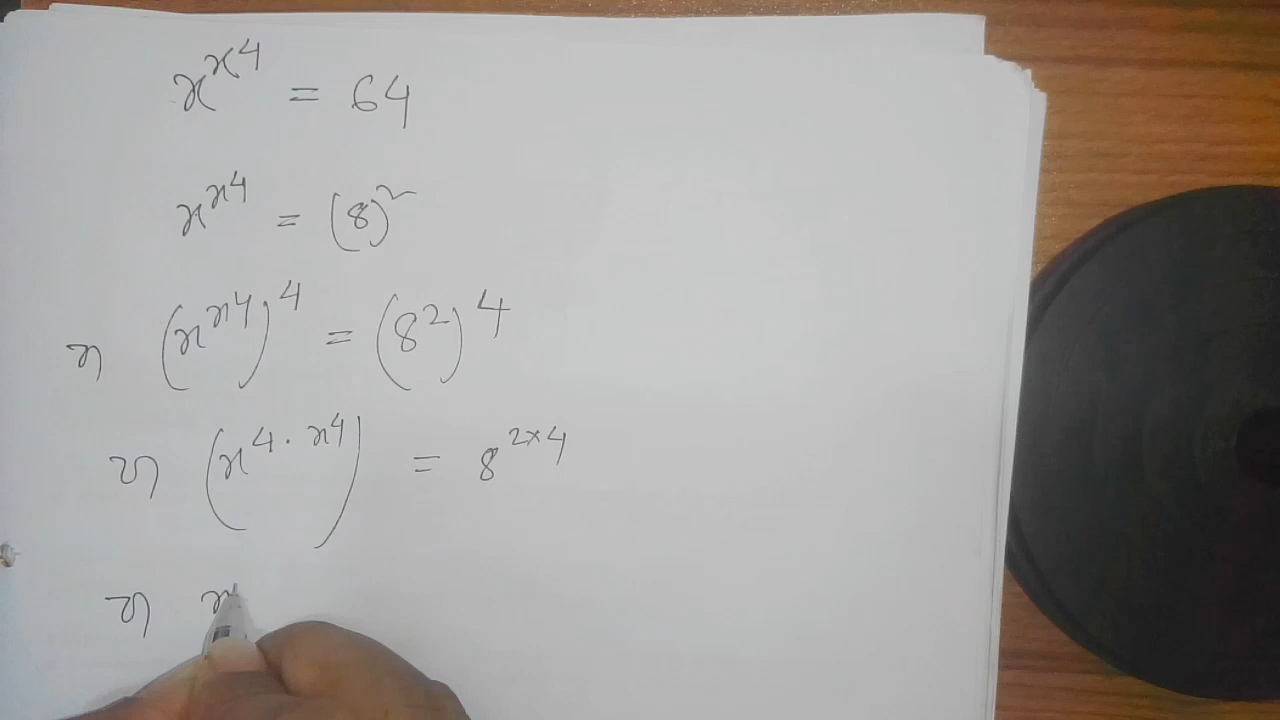 x^{x^4} = 64
x^{x^4} = (8)^2
⇒ (x^{x^4})^4 = (8^2)^4
⇒ (x^{4 · x^4}) = 8^{2×4}
⇒ x